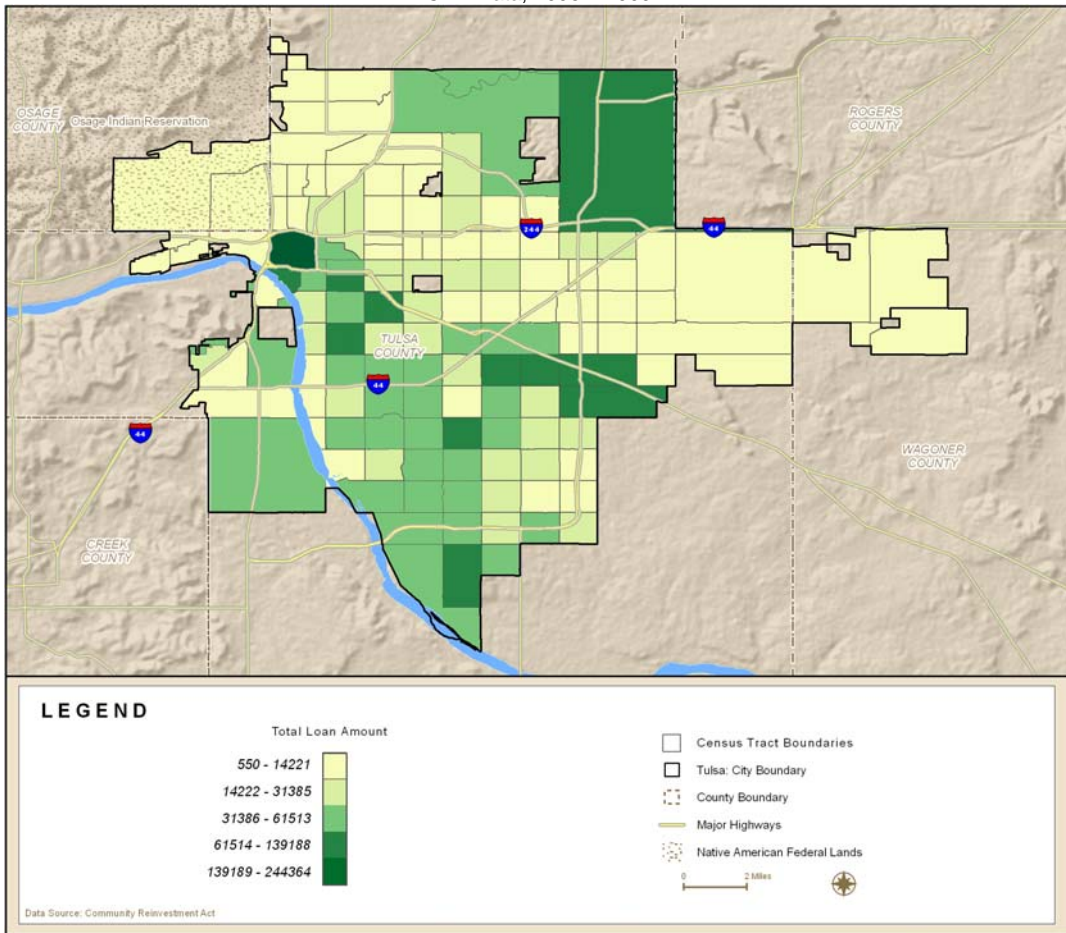 OSAGE
COUNTY
Osage Indian Reservation
ROGERS
COUNTY
244
44
TULSA
COUNTY
44
44
WAGONER
COUNTY
CREEK
COUNTY
LEGEND
Total Loan Amount
550 - 14221
14222 - 31385
31386 - 61513
61514 - 139188
139189 - 244364
Census Tract Boundaries
Tulsa: City Boundary
County Boundary
Major Highways
Native American Federal Lands
0 2 Miles
Data Source: Community Reinvestment Act